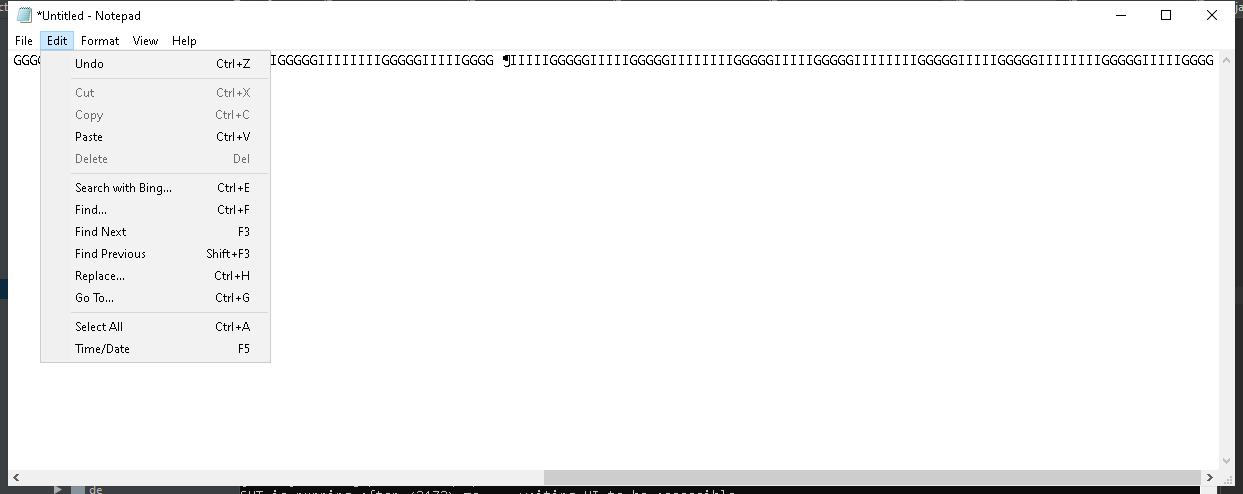 *Untitled - Notepad
File Edit Format View Help
GGG
IGGGGGIIIIIIIIGGGGGIIIIIGGGG ¶IIIIIGGGGGIIIIIGGGGGIIIIIIIIGGGGGIIIIIGGGGGIIIIIIIIGGGGGIIIIIGGGGGIIIIIIIIGGGGGIIIIIGGGG
Undo Ctrl+Z
Cut Ctrl+X
Copy Ctrl+C
Paste Ctrl+V
Delete Del
Search with Bing... Ctrl+E
Find... Ctrl+F
Find Next F3
Find Previous Shift+F3
Replace... Ctrl+H
Go To... Ctrl+G
Select All Ctrl+A
Time/Date F5
de